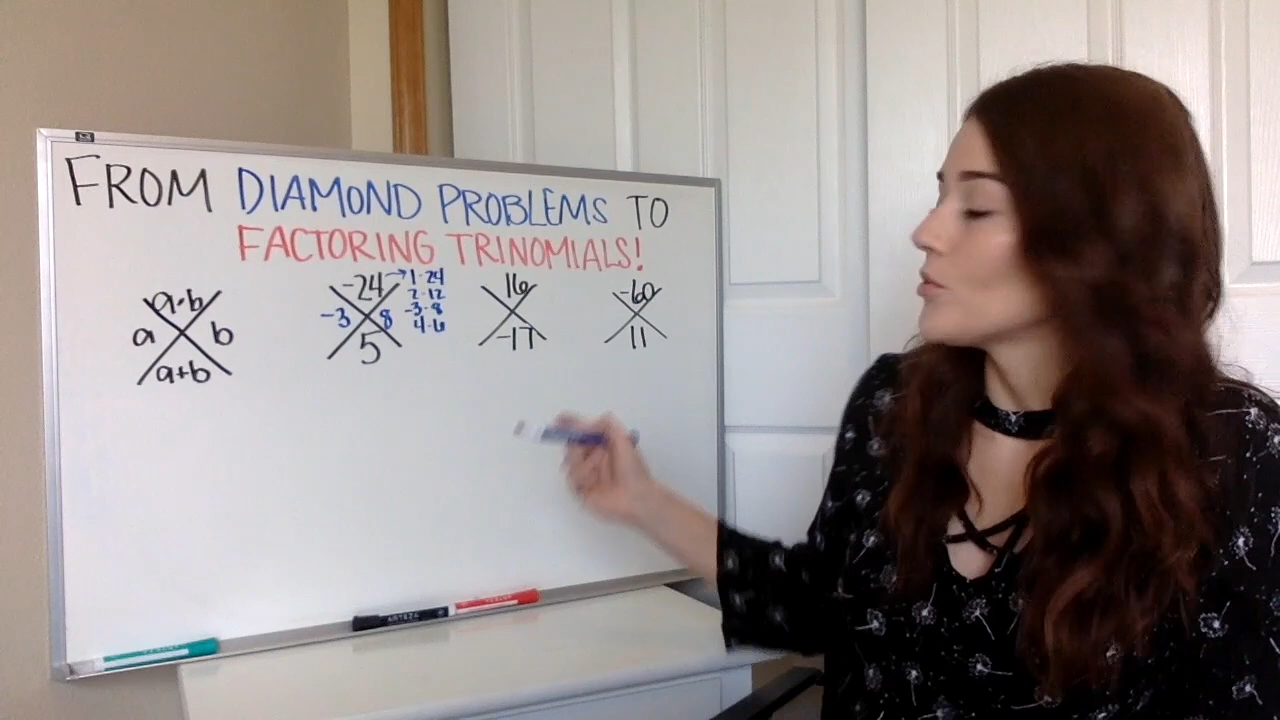 FROM DIAMOND PROBLEMS TO
FACTORING TRINOMIALS!
a·b
a b
a+b
-24 → 1·24
2·12
-3·8
4·6
-3 8
5
16
-17
-60
11